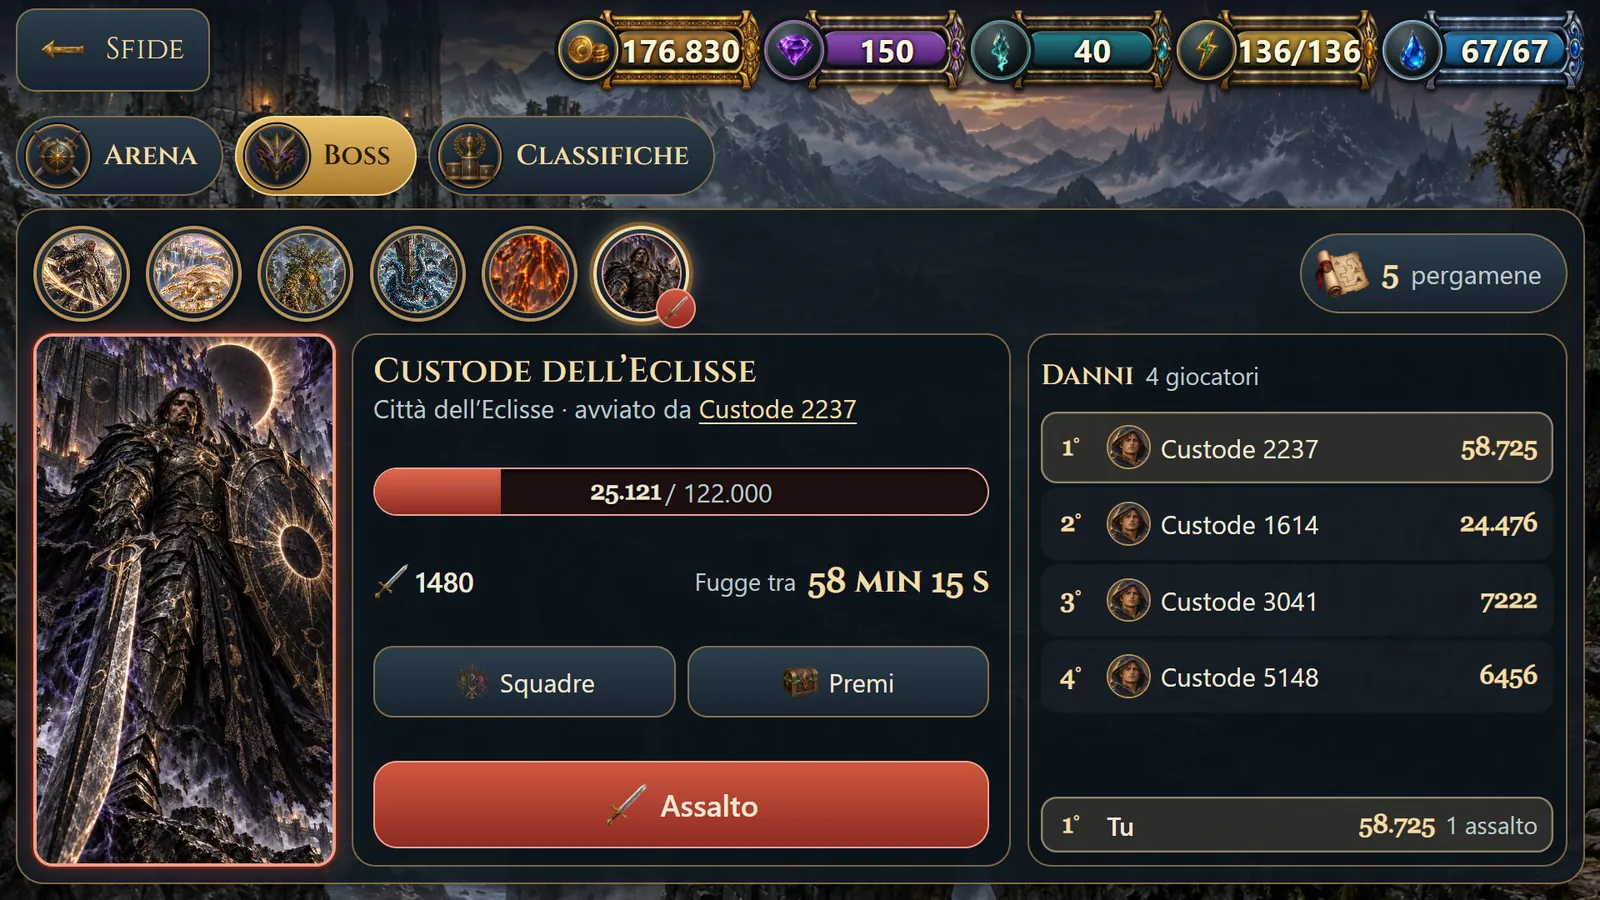 Sfide
176.830
150
40
136/136
67/67
Arena
Boss
Classifiche
5 pergamene
Custode dell'Eclisse
Città dell'Eclisse · avviato da Custode 2237
25.121 / 122.000
1480
Fugge tra 58 min 15 s
Squadre
Premi
Assalto
Danni 4 giocatori
1° Custode 2237 58.725
2° Custode 1614 24.476
3° Custode 3041 7222
4° Custode 5148 6456
1° Tu 58.725 1 assalto